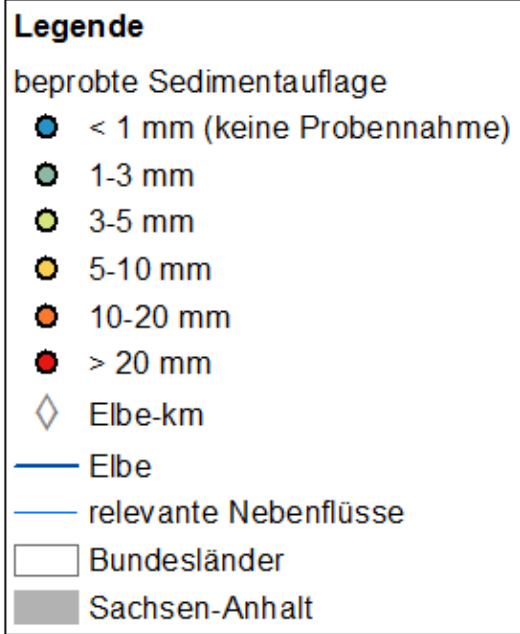 Legende
beprobte Sedimentauflage
< 1 mm (keine Probennahme)
1-3 mm
3-5 mm
5-10 mm
10-20 mm
> 20 mm
Elbe-km
Elbe
relevante Nebenflüsse
Bundesländer
Sachsen-Anhalt